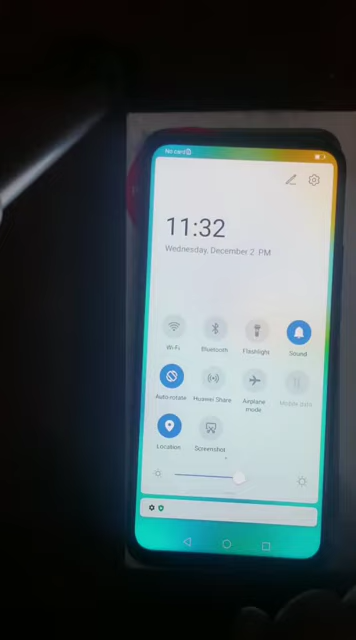 No card
11:32
Wednesday, December 2 PM
Wi-Fi
Bluetooth
Flashlight
Sound
Auto-rotate
Huawei Share
Airplane mode
Mobile data
Location
Screenshot